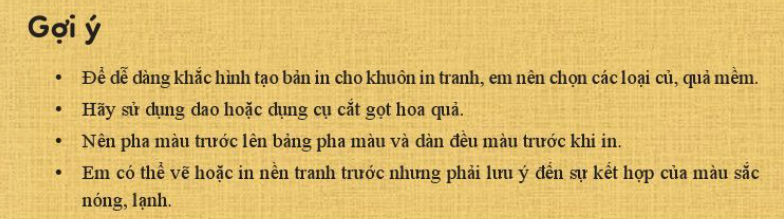 Gợi ý
• Để dễ dàng khắc hình tạo bản in cho khuôn in tranh, em nên chọn các loại củ, quả mềm.
• Hãy sử dụng dao hoặc dụng cụ cắt gọt hoa quả.
• Nên pha màu trước lên bảng pha màu và dàn đều màu trước khi in.
• Em có thể vẽ hoặc in nền tranh trước nhưng phải lưu ý đến sự kết hợp của màu sắc
nóng, lạnh.